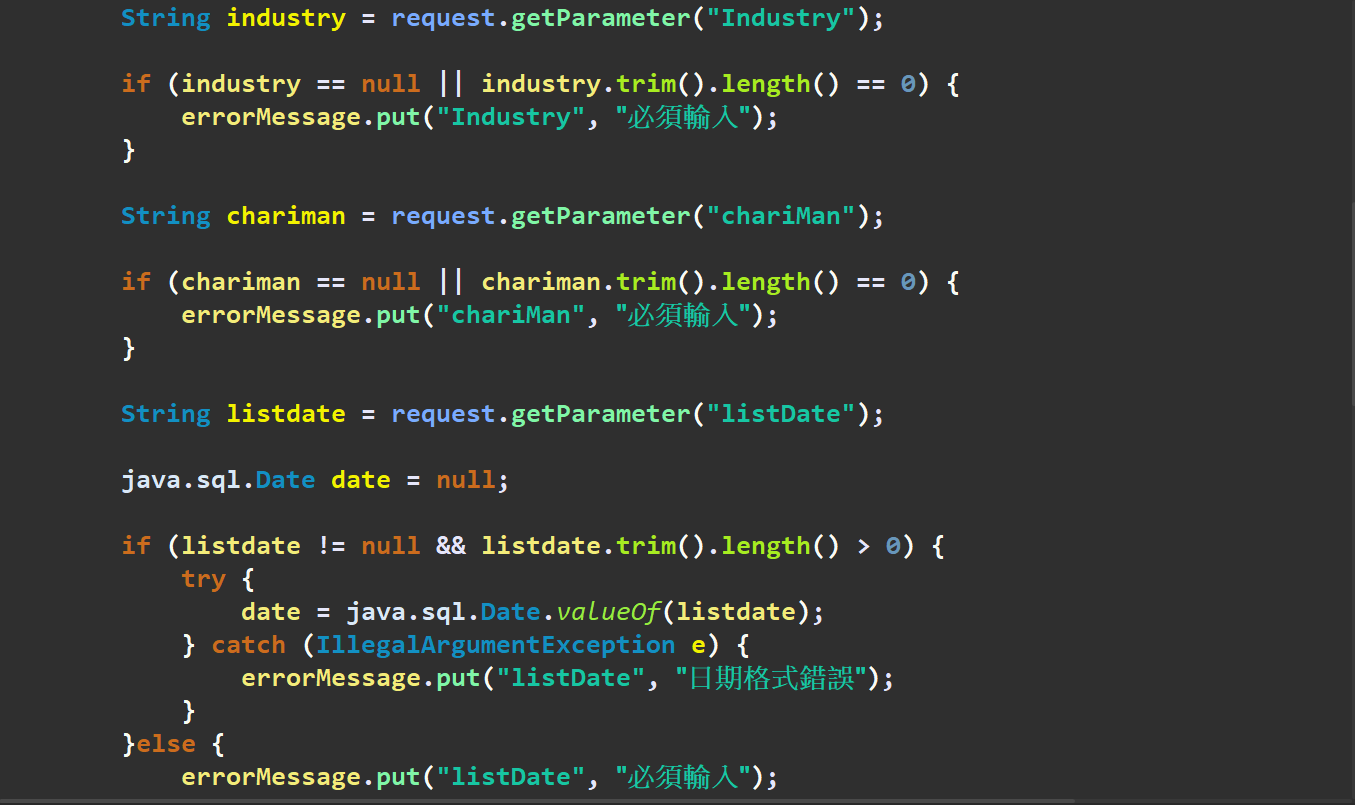 String industry = request.getParameter("Industry");
if (industry == null || industry.trim().length() == 0) {
errorMessage.put("Industry", "必須輸入");
}
String chariman = request.getParameter("chariMan");
if (chariman == null || chariman.trim().length() == 0) {
errorMessage.put("chariMan", "必須輸入");
}
String listdate = request.getParameter("listDate");
java.sql.Date date = null;
if (listdate != null && listdate.trim().length() > 0) {
try {
date = java.sql.Date.valueOf(listdate);
} catch (IllegalArgumentException e) {
errorMessage.put("listDate", "日期格式錯誤");
}
}else {
errorMessage.put("listDate", "必須輸入");